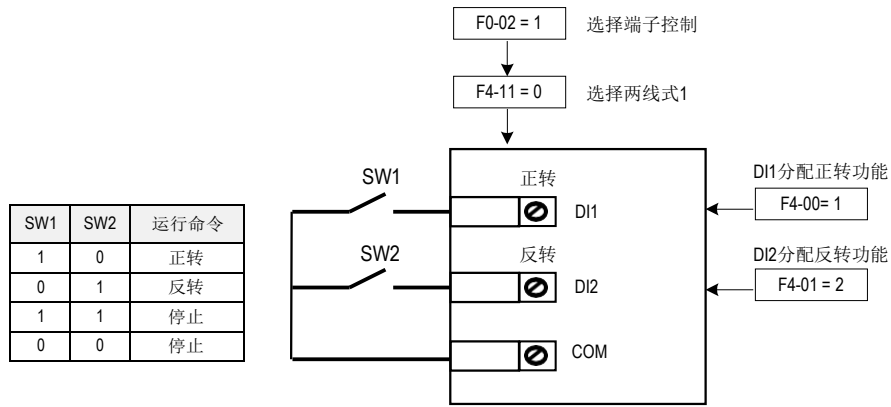 F0-02 = 1 选择端子控制
F4-11 = 0 选择两线式1
SW1 SW2 运行命令
1 0 正转
0 1 反转
1 1 停止
0 0 停止
SW1
SW2
正转
DI1
反转
DI2
COM
DI1分配正转功能
F4-00= 1
DI2分配反转功能
F4-01 = 2